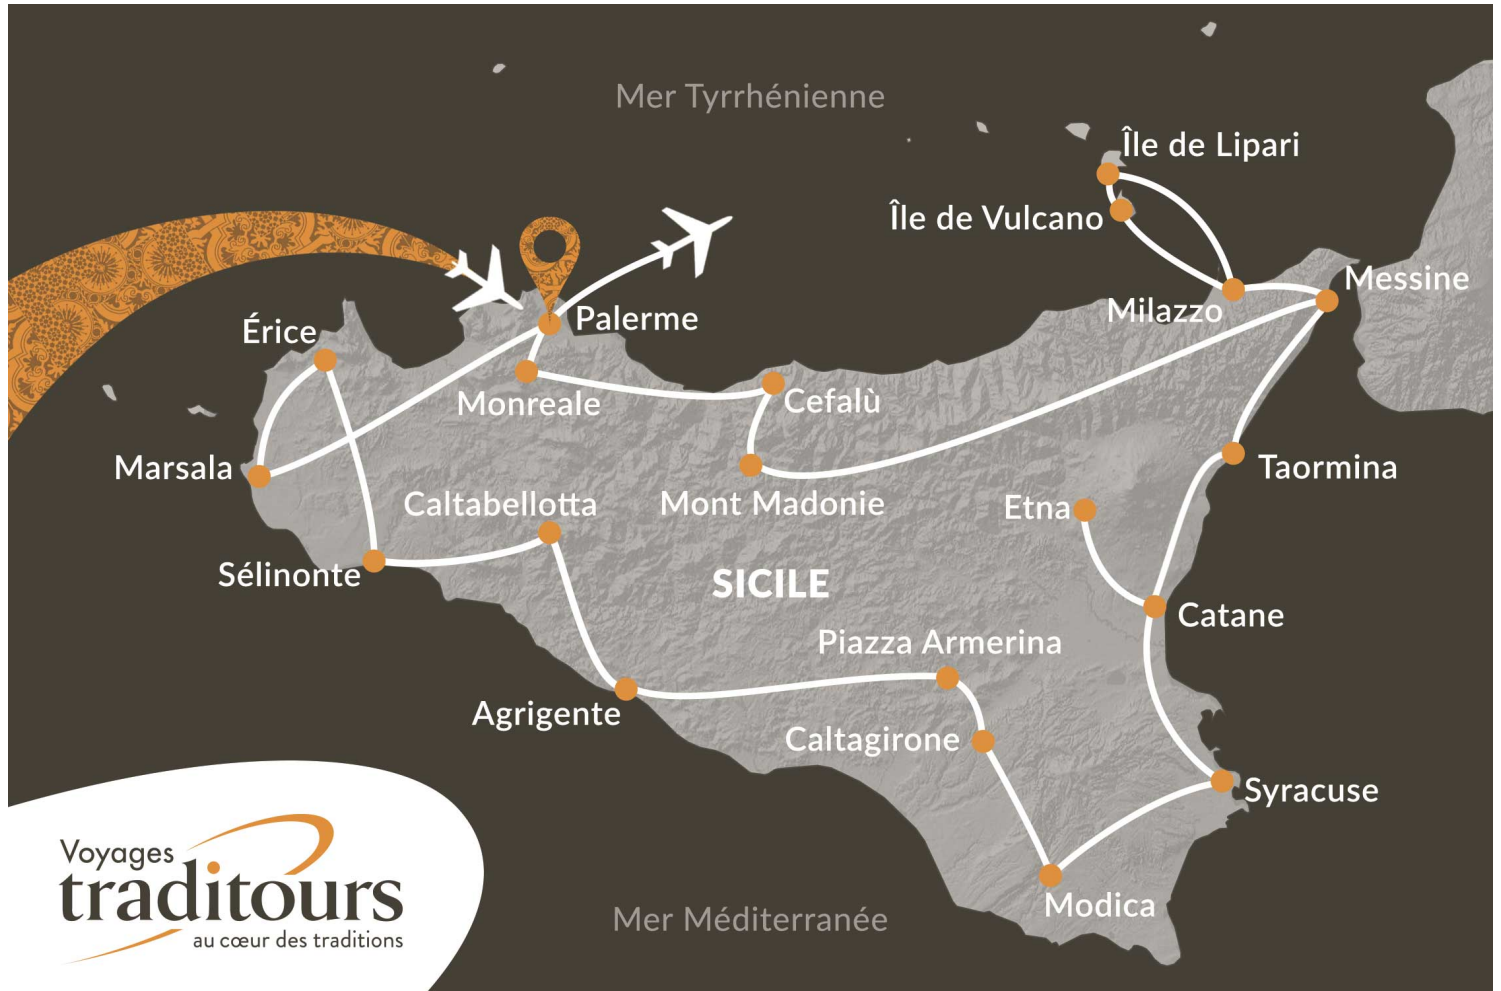 Mer Tyrrhénienne
Île de Lipari
Île de Vulcano
Messine
Milazzo
Palerme
Érice
Monreale
Cefalù
Marsala
Taormina
Caltabellotta
Mont Madonie
Etna
Sélinonte
SICILE
Catane
Piazza Armerina
Agrigente
Caltagirone
Syracuse
Modica
Mer Méditerranée
Voyages
traditours
au cœur des traditions